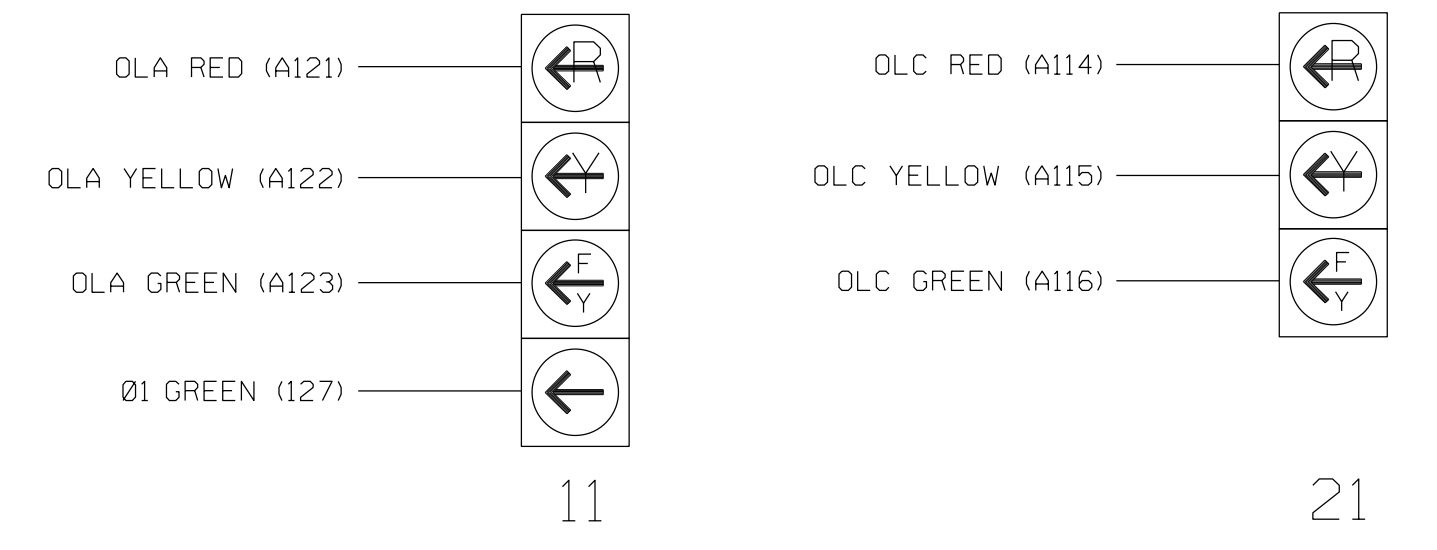 OLA RED (A121)
R
OLA YELLOW (A122)
Y
OLA GREEN (A123)
F
Y
Ø1 GREEN (127)
11
OLC RED (A114)
R
OLC YELLOW (A115)
Y
OLC GREEN (A116)
F
Y
21